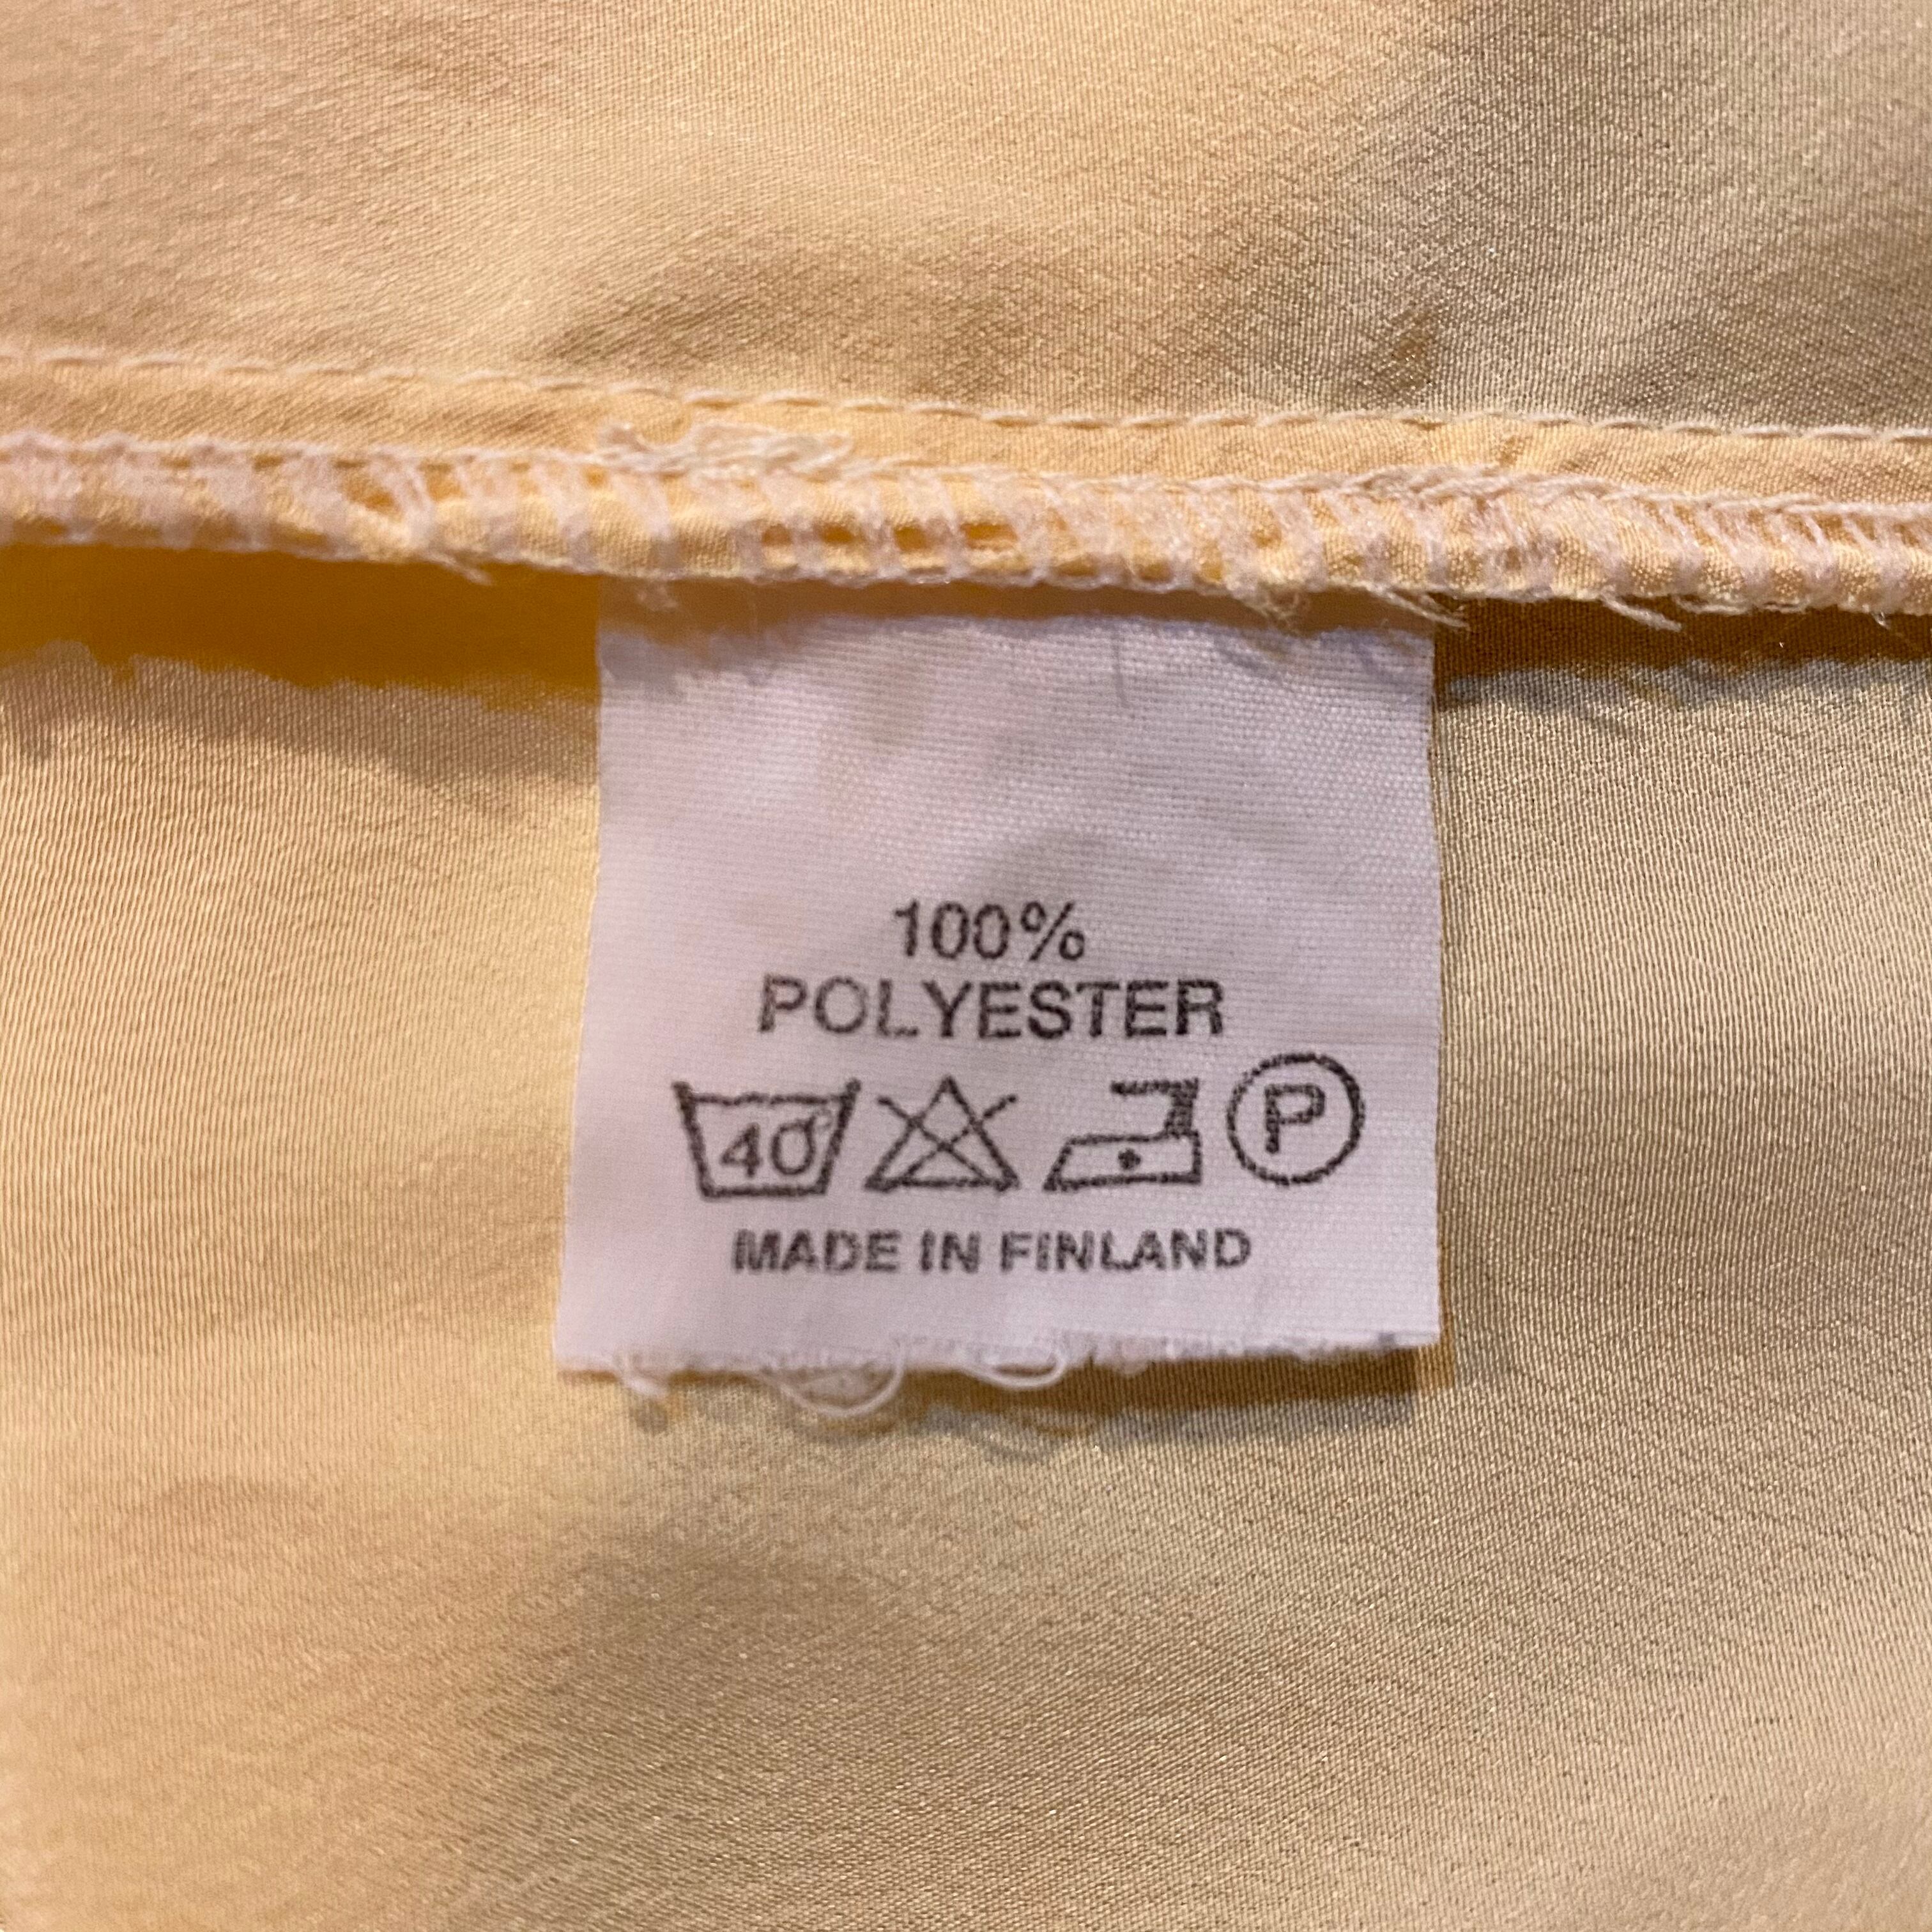 100%
POLYESTER
40° P
MADE IN FINLAND